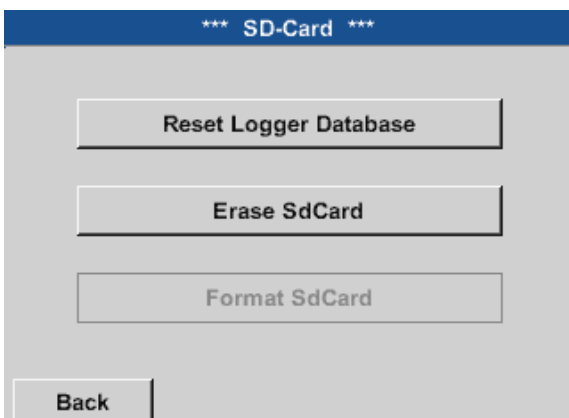 *** SD-Card ***
Reset Logger Database
Erase SdCard
Format SdCard
Back